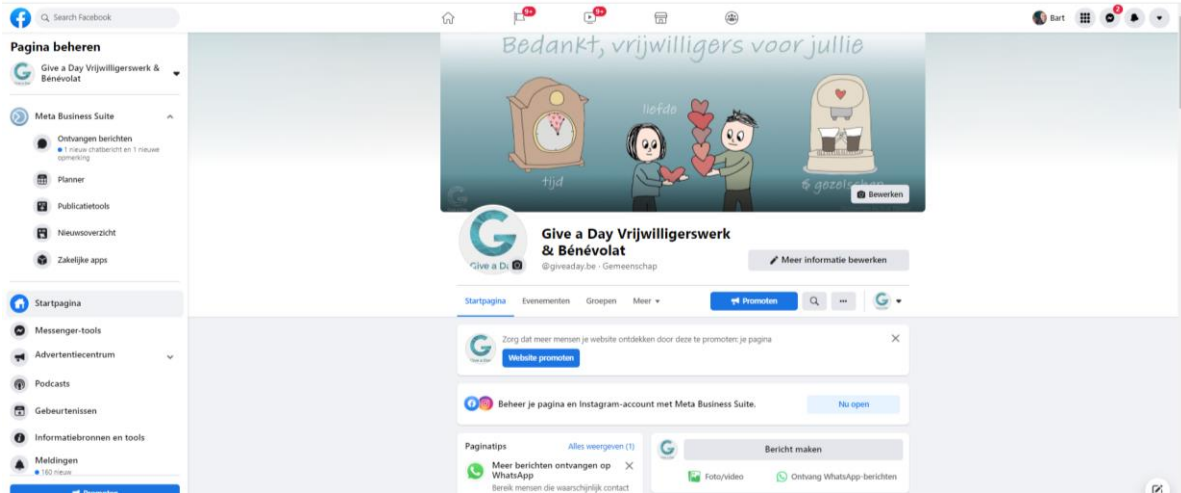 Search Facebook
9+
9+
Bart
2
Pagina beheren
Give a Day Vrijwilligerswerk &
Bénévolat
Meta Business Suite
Ontvangen berichten
1 nieuw chatbericht en 1 nieuwe
opmerking
Planner
Publicatietools
Nieuwsoverzicht
Zakelijke apps
Startpagina
Messenger-tools
Advertentiecentrum
Podcasts
Gebeurtenissen
Informatiebronnen en tools
Meldingen
160 nieuw
Promoten
Bedankt, vrijwilligers voor jullie
liefde
tijd
& gezelschap
Bewerken
Give a Da
Give a Day Vrijwilligerswerk
& Bénévolat
@giveaday.be · Gemeenschap
Meer informatie bewerken
Startpagina Evenementen Groepen Meer
Promoten
Zorg dat meer mensen je website ontdekken door deze te promoten: je pagina
Website promoten
Beheer je pagina en Instagram-account met Meta Business Suite.
Nu open
Paginatips Alles weergeven (1)
Meer berichten ontvangen op
WhatsApp
Bereik mensen die waarschijnlijk contact
Bericht maken
Foto/video
Ontvang WhatsApp-berichten